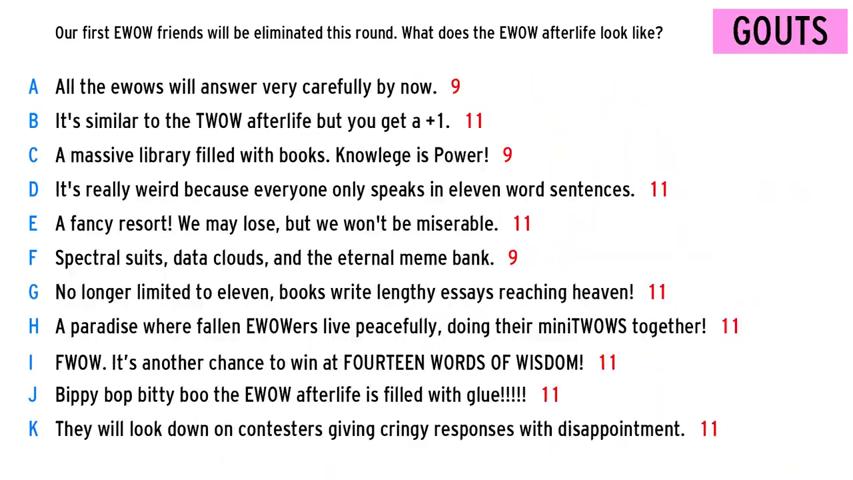 Our first EWOW friends will be eliminated this round. What does the EWOW afterlife look like?
GOUTS
A All the ewows will answer very carefully by now. 9
B It's similar to the TWOW afterlife but you get a +1. 11
C A massive library filled with books. Knowlege is Power! 9
D It's really weird because everyone only speaks in eleven word sentences. 11
E A fancy resort! We may lose, but we won't be miserable. 11
F Spectral suits, data clouds, and the eternal meme bank. 9
G No longer limited to eleven, books write lengthy essays reaching heaven! 11
H A paradise where fallen EWOWers live peacefully, doing their miniTWOWS together! 11
I FWOW. It’s another chance to win at FOURTEEN WORDS OF WISDOM! 11
J Bippy bop bitty boo the EWOW afterlife is filled with glue!!!!! 11
K They will look down on contesters giving cringy responses with disappointment. 11